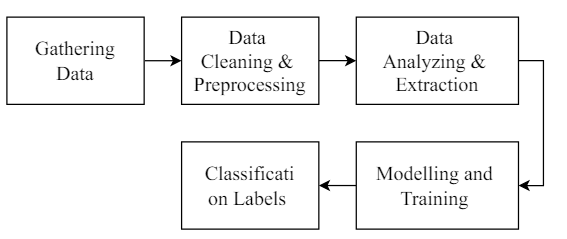 Gathering
Data
Data
Cleaning &
Preprocessing
Data
Analyzing &
Extraction
Classificati
on Labels
Modelling and
Training